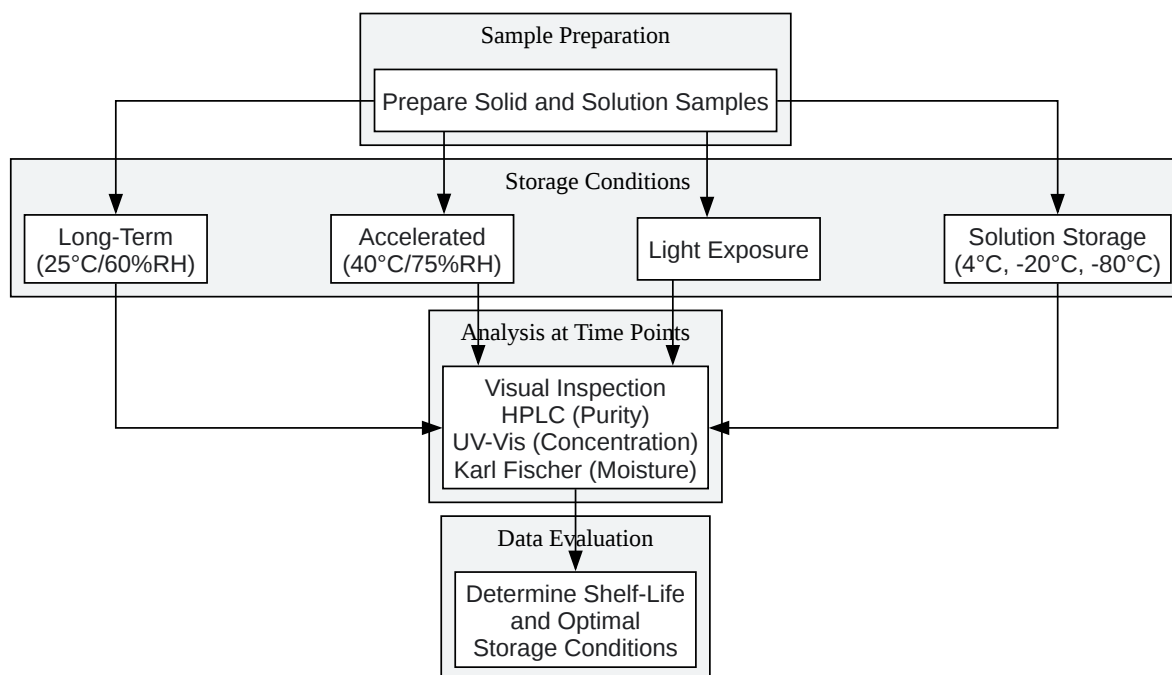 Sample Preparation
Prepare Solid and Solution Samples
Storage Conditions
Long-Term
(25°C/60%RH)
Accelerated
(40°C/75%RH)
Light Exposure
Solution Storage
(4°C, -20°C, -80°C)
Analysis at Time Points
Visual Inspection
HPLC (Purity)
UV-Vis (Concentration)
Karl Fischer (Moisture)
Data Evaluation
Determine Shelf-Life
and Optimal
Storage Conditions